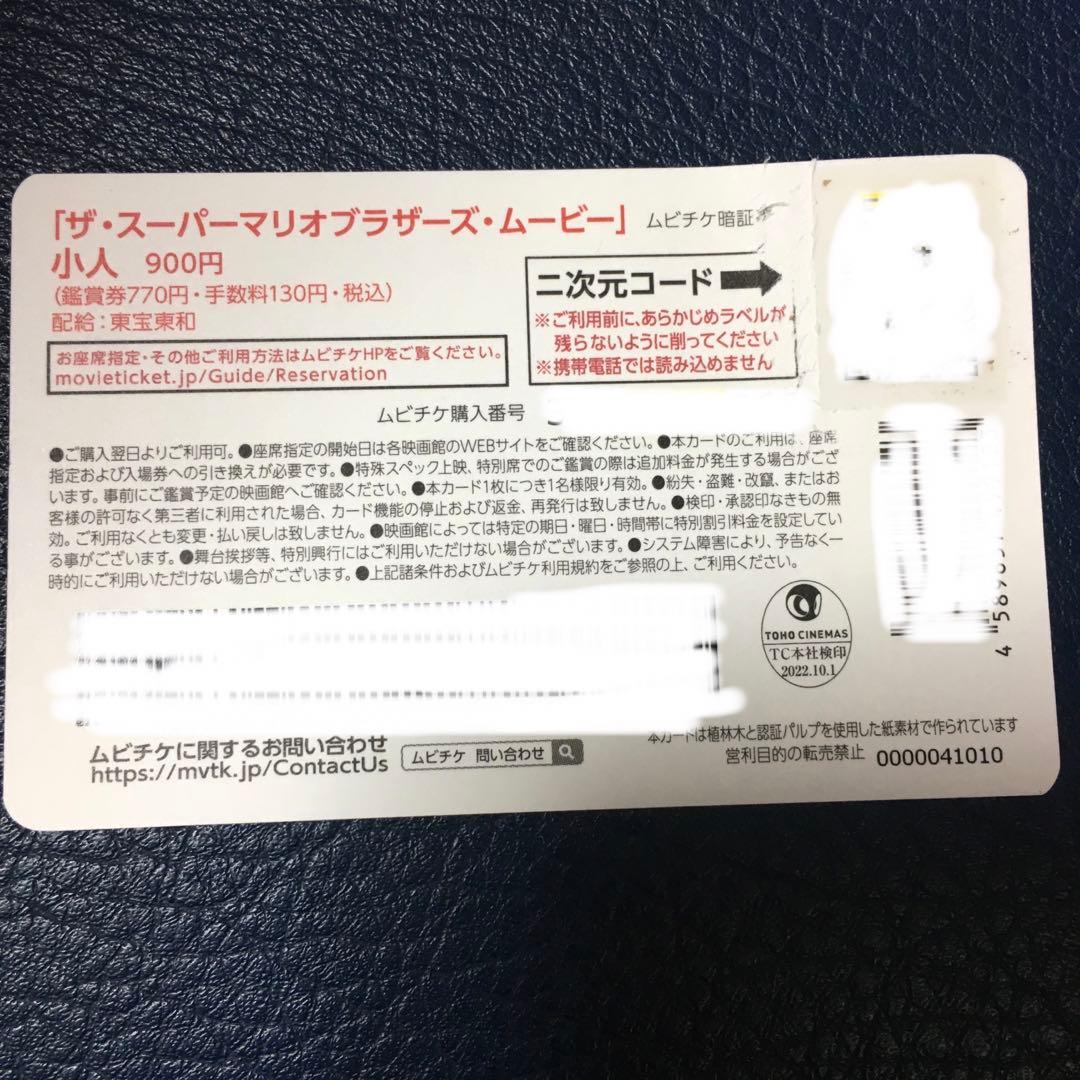 「ザ・スーパーマリオブラザーズ・ムービー」 ムビチケ暗証
小人 900円
(鑑賞券770円・手数料130円・税込)
配給:東宝東和
お座席指定・その他ご利用方法はムビチケHPをご覧ください。
movieticket.jp/Guide/Reservation
二次元コード
※ご利用前に、あらかじめラベルが
残らないように削ってください
※携帯電話では読み込めません
ムビチケ購入番号
●ご購入翌日よりご利用可。●座席指定の開始日は各映画館のWEBサイトをご確認ください。●本カードのご利用は、座席
指定および入場券への引き換えが必要です。●特殊スペック上映、特別席でのご鑑賞の際は追加料金が発生する場合がござ
います。事前にご鑑賞予定の映画館へご確認ください。●本カード1枚につき1名様限り有効。●紛失・盗難・改竄、またはお
客様の許可なく第三者に利用された場合、カード機能の停止および返金、再発行は致しません。●検印・承認印なきもの無
効。ご利用なくとも変更・払い戻しは致しません。●映画館によっては特定の期日・曜日・時間帯に特別割引料金を設定してい
る事がございます。●舞台挨拶等、特別興行にはご利用いただけない場合がございます。●システム障害により、予告なく一
時的にご利用いただけない場合がございます。●上記諸条件およびムビチケ利用規約をご参照の上、ご利用ください。
TOHO CINEMAS
TC本社検印
2022.10.1
ムビチケに関するお問い合わせ
https://mvtk.jp/ContactUs
ムビチケ 問い合わせ
本カードは植林木と認証パルプを使用した紙素材で作られています
営利目的の転売禁止 0000041010